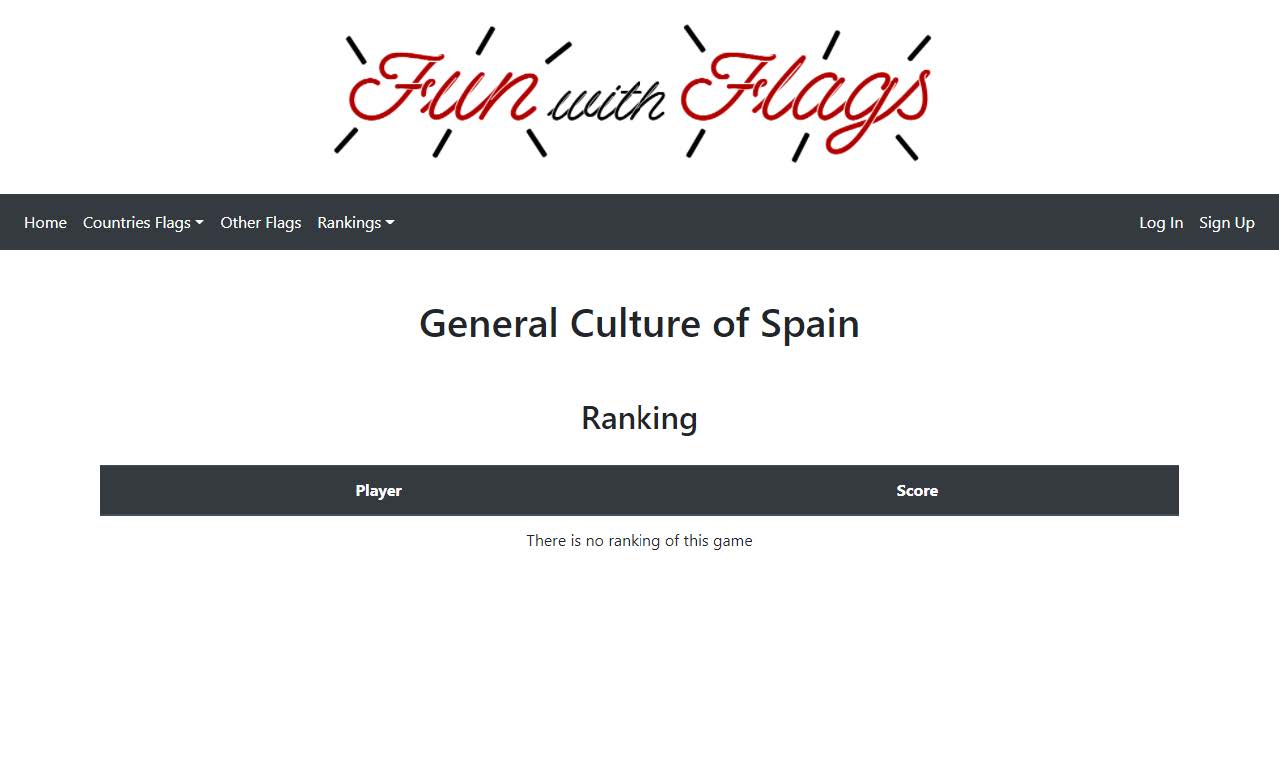 Fun with Flags
Home Countries Flags Other Flags Rankings Log In Sign Up
General Culture of Spain
Ranking
Player Score
There is no ranking of this game